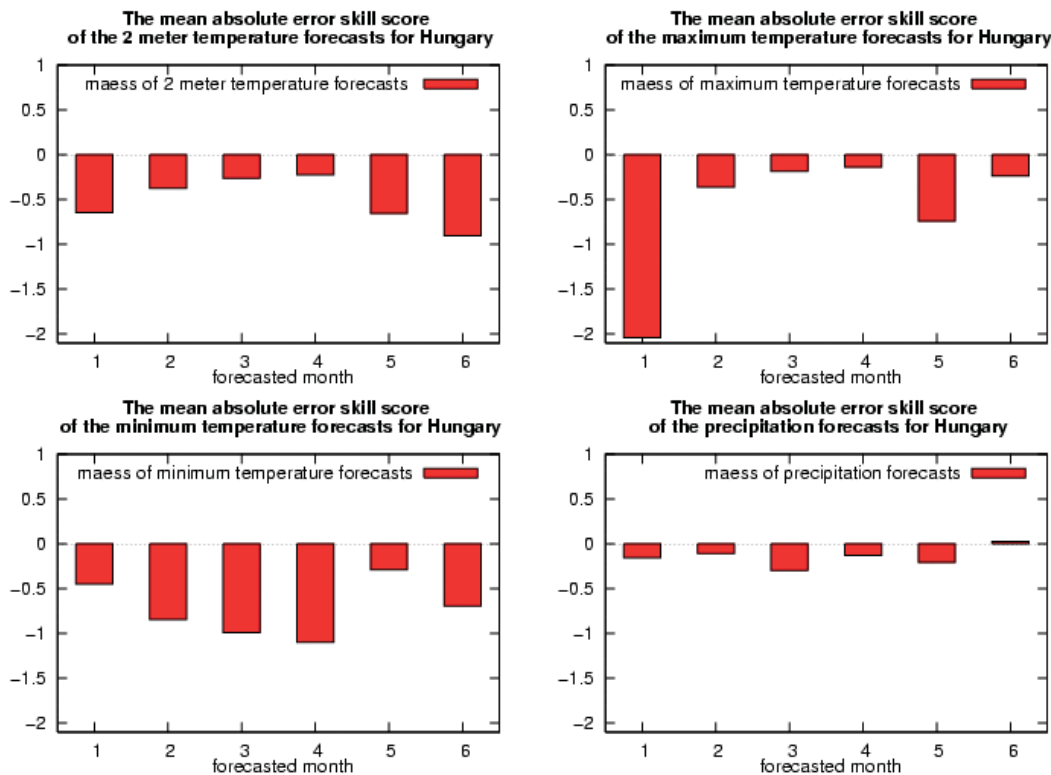 The mean absolute error skill score
of the 2 meter temperature forecasts for Hungary
maess of 2 meter temperature forecasts
1
0.5
0
−0.5
−1
−1.5
−2
1 2 3 4 5 6
forecasted month
The mean absolute error skill score
of the maximum temperature forecasts for Hungary
maess of maximum temperature forecasts
1
0.5
0
−0.5
−1
−1.5
−2
1 2 3 4 5 6
forecasted month
The mean absolute error skill score
of the minimum temperature forecasts for Hungary
maess of minimum temperature forecasts
1
0.5
0
−0.5
−1
−1.5
−2
1 2 3 4 5 6
forecasted month
The mean absolute error skill score
of the precipitation forecasts for Hungary
maess of precipitation forecasts
1
0.5
0
−0.5
−1
−1.5
−2
1 2 3 4 5 6
forecasted month